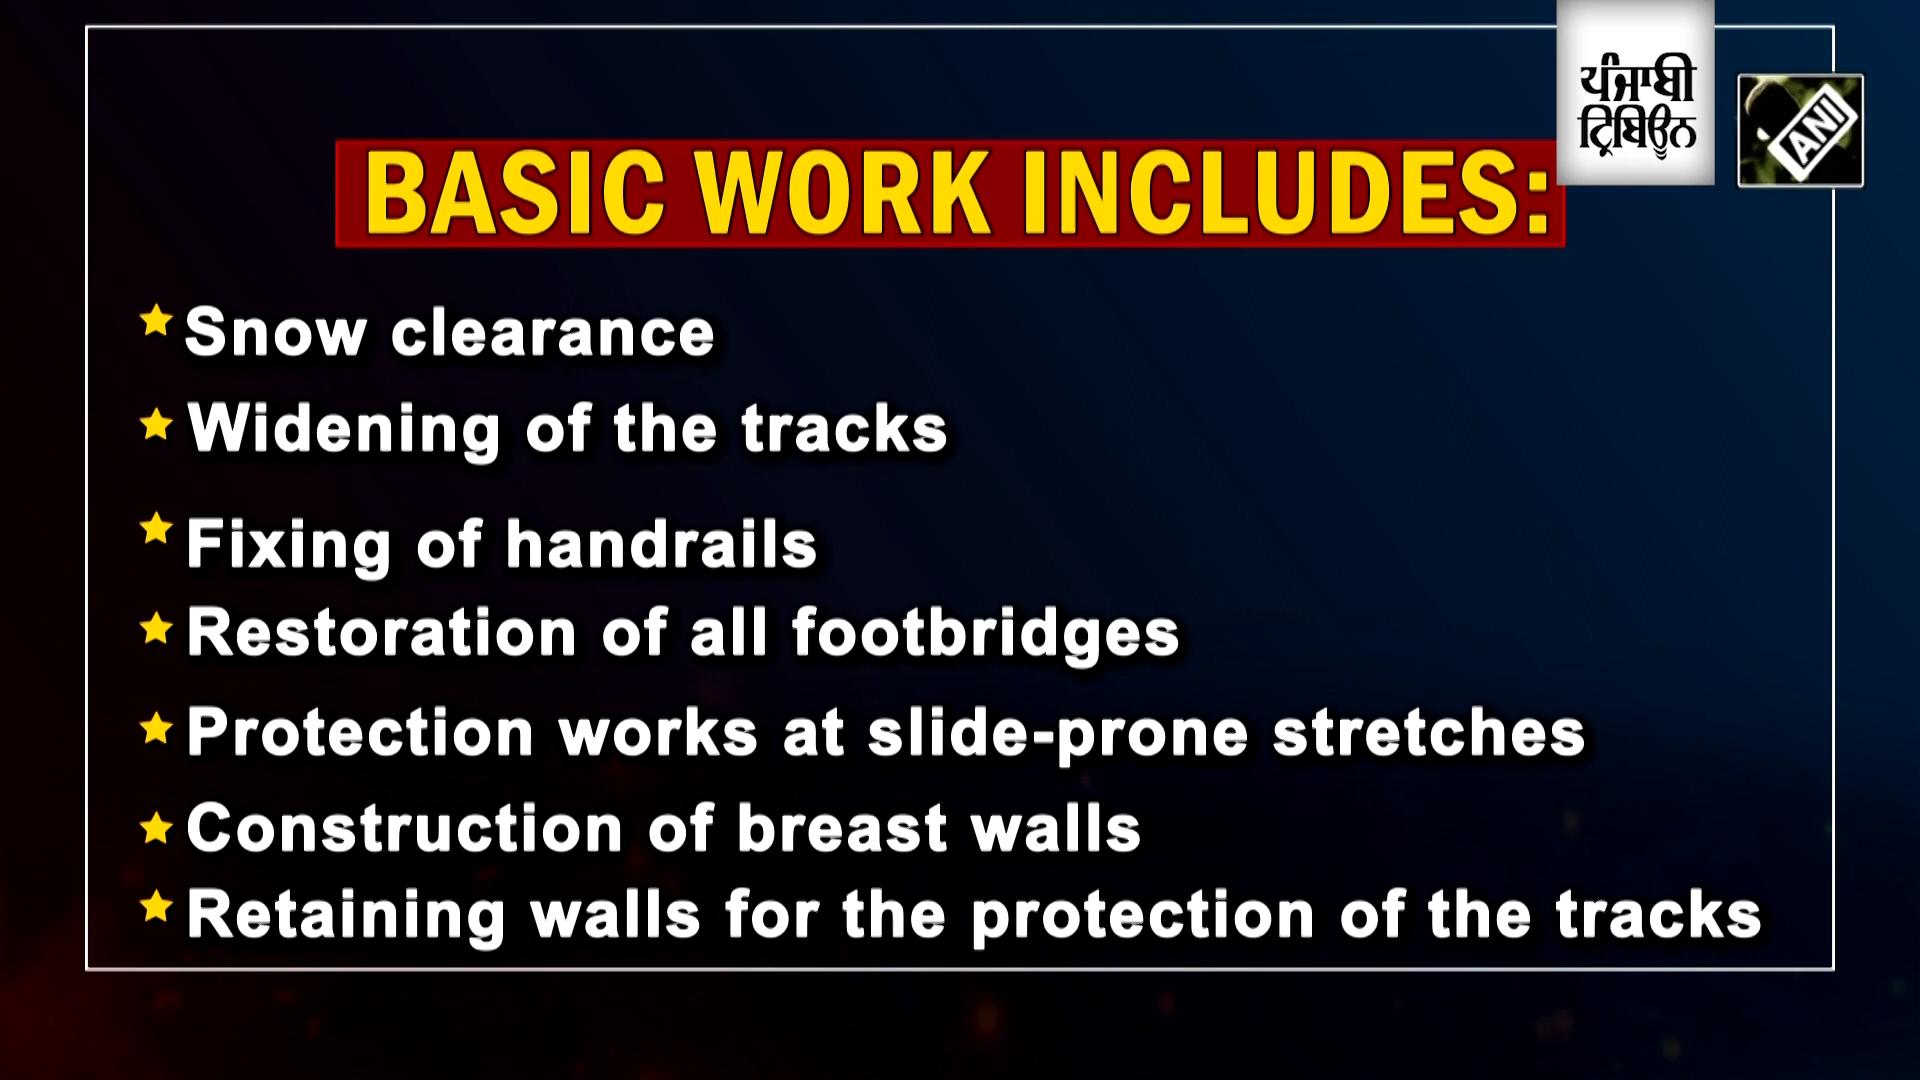 ਪੰਜਾਬੀ
ਟ੍ਰਿਬਿਊਨ
ANI
BASIC WORK INCLUDES:
Snow clearance
Widening of the tracks
Fixing of handrails
Restoration of all footbridges
Protection works at slide-prone stretches
Construction of breast walls
Retaining walls for the protection of the tracks